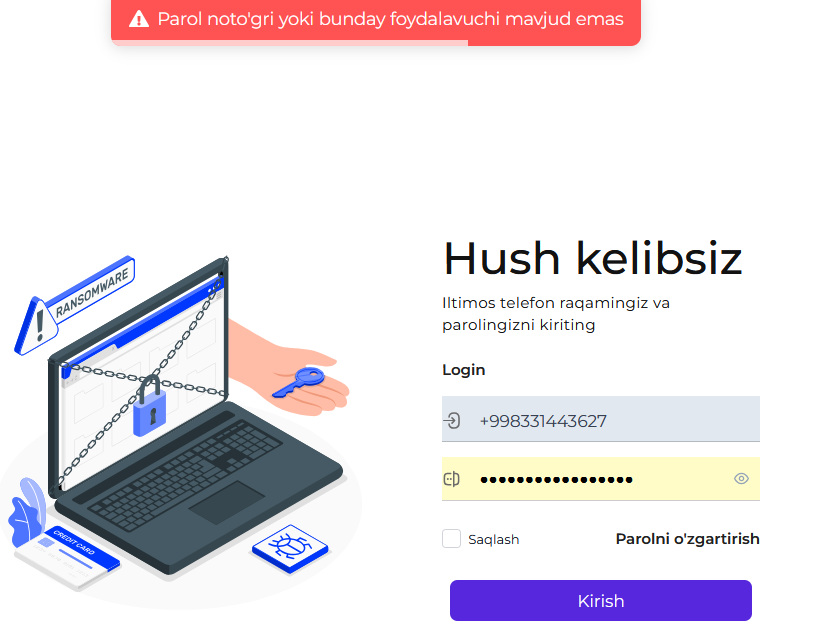 Parol noto'gri yoki bunday foydalavuchi mavjud emas
RANSOMWARE
!
Hush kelibsiz
Iltimos telefon raqamingiz va
parolingizni kiriting
Login
+998331443627
•••••••••••••••••
CREDIT CARD
Saqlash
Parolni o'zgartirish
Kirish